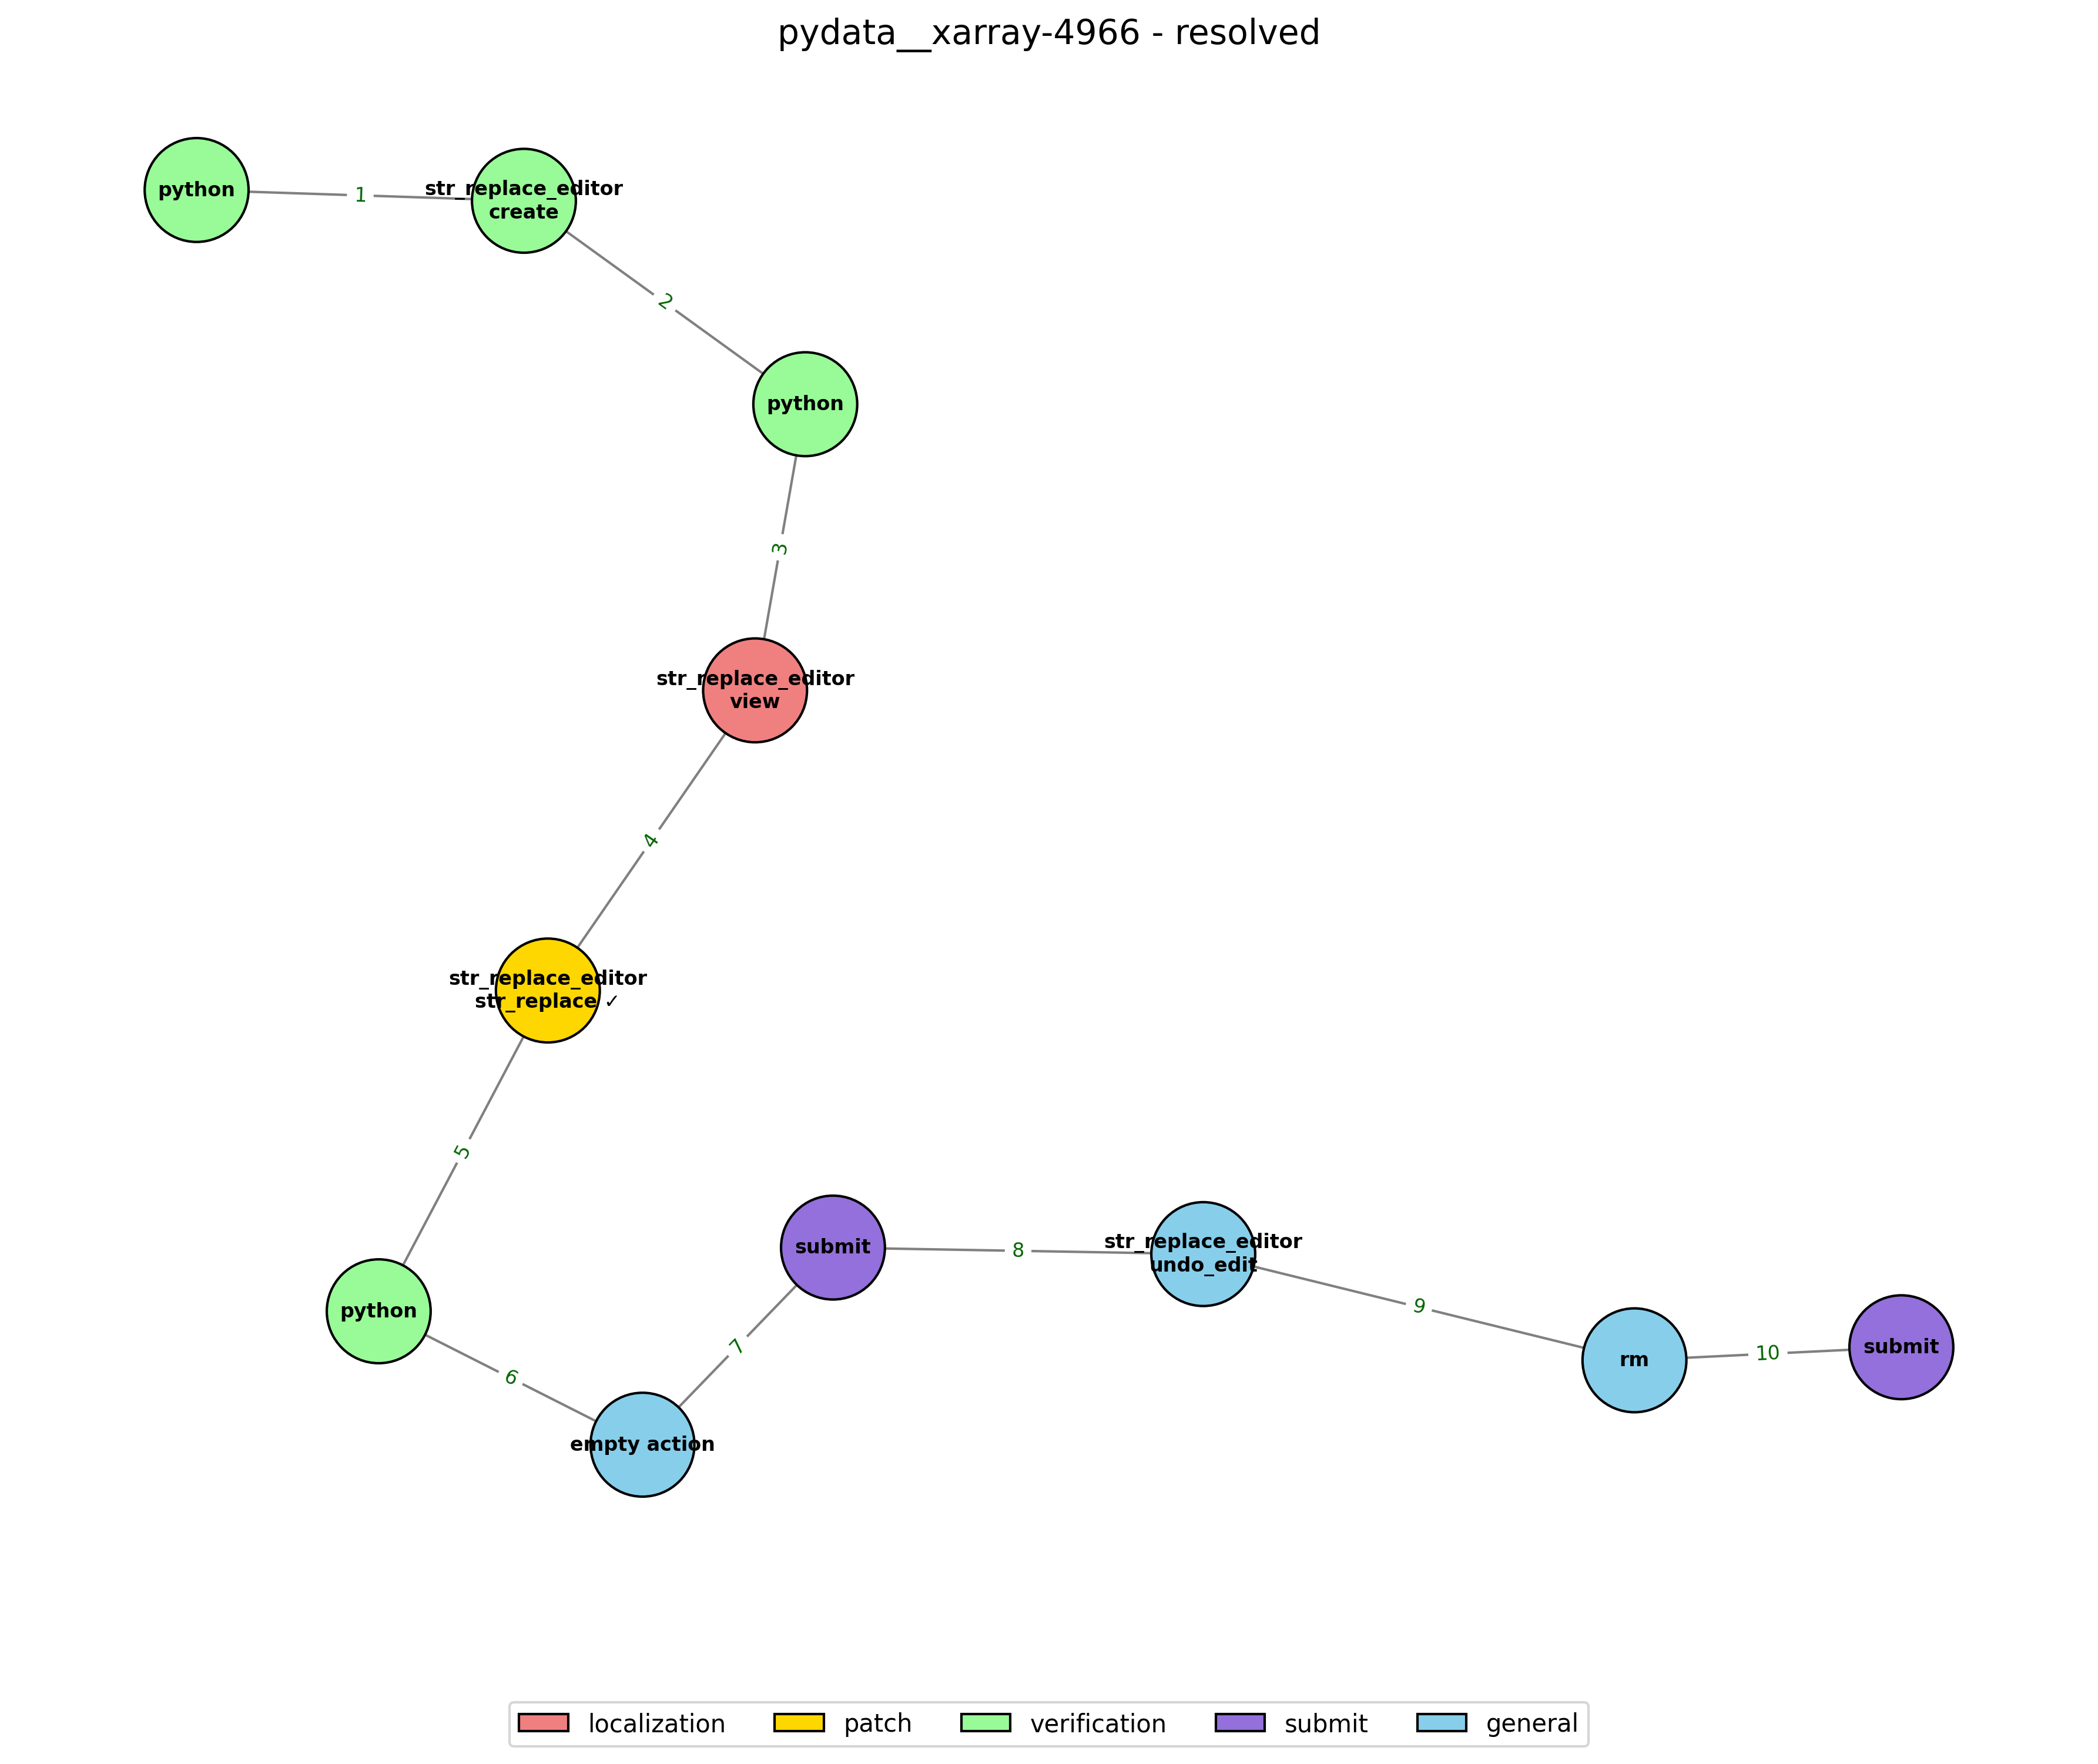 pydata__xarray-4966 - resolved
python
1
str_replace_editor
create
2
python
3
str_replace_editor
view
4
str_replace_editor
str_replace ✓
5
python
6
empty action
7
submit
8
str_replace_editor
undo_edit
9
rm
10
submit
localization
patch
verification
submit
general